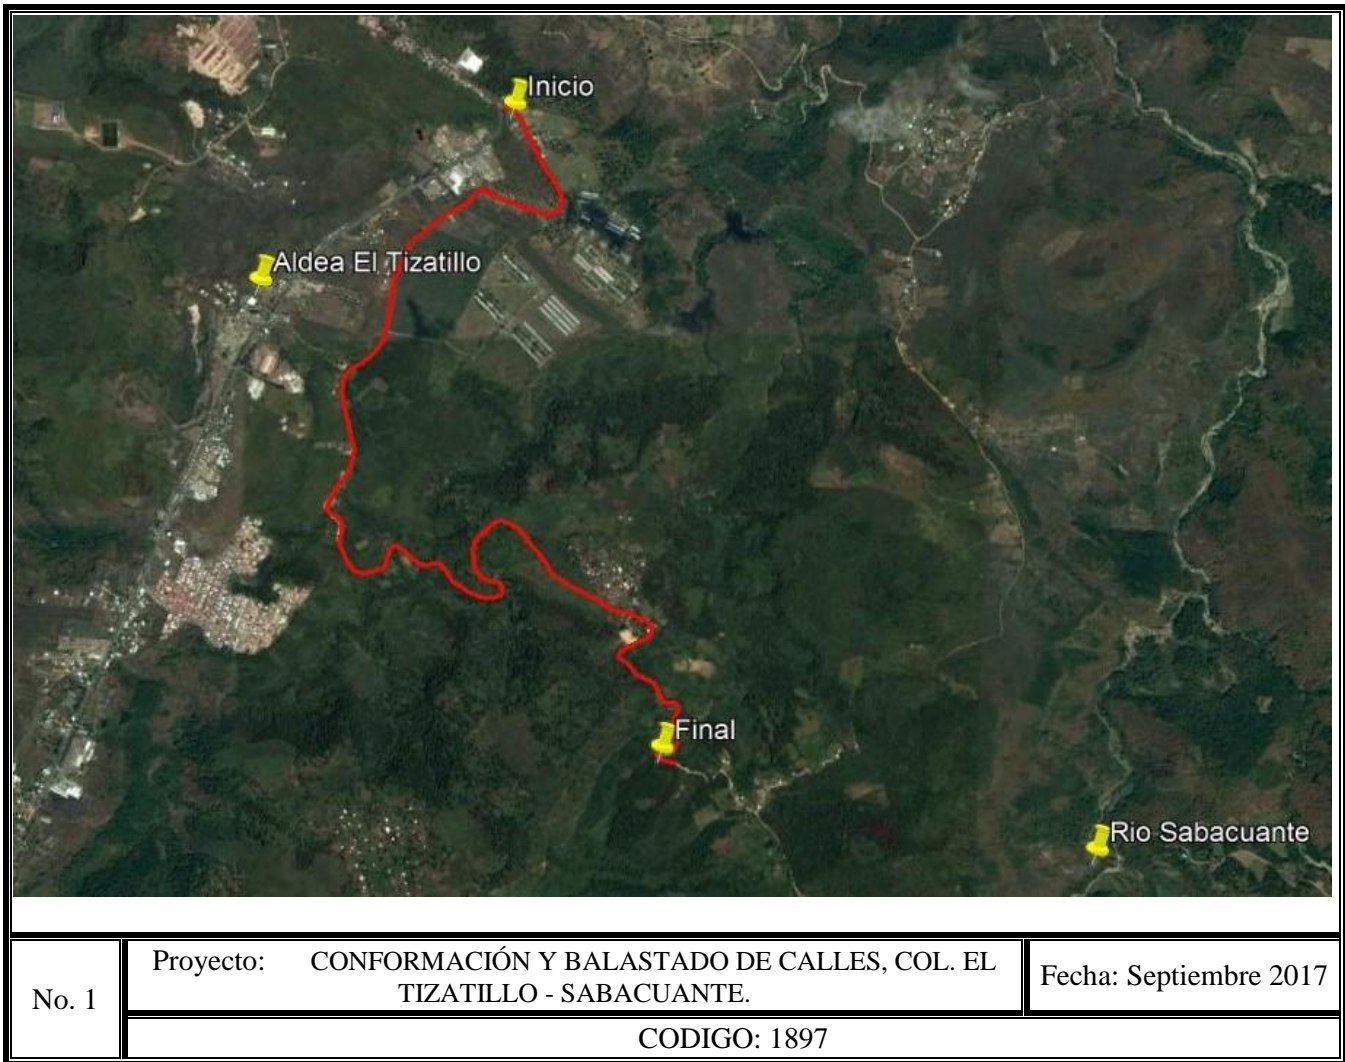 Inicio
Aldea El Tizatillo
Final
Rio Sabacuante
No. 1
Proyecto: CONFORMACIÓN Y BALASTADO DE CALLES, COL. EL
TIZATILLO - SABACUANTE.
Fecha: Septiembre 2017
CODIGO: 1897